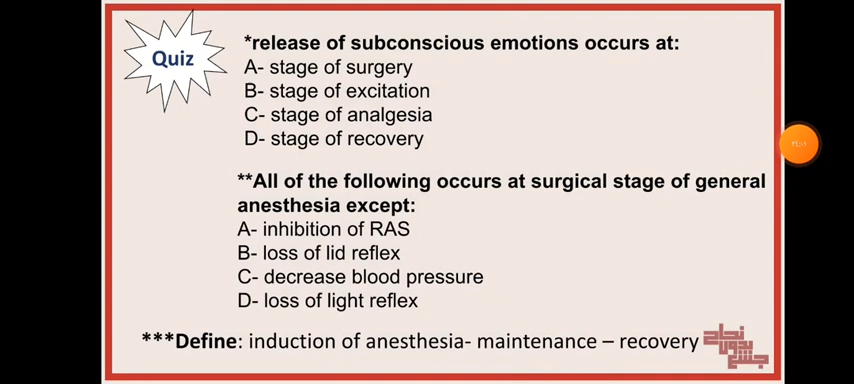 Quiz
*release of subconscious emotions occurs at:
A- stage of surgery
B- stage of excitation
C- stage of analgesia
D- stage of recovery
**All of the following occurs at surgical stage of general
anesthesia except:
A- inhibition of RAS
B- loss of lid reflex
C- decrease blood pressure
D- loss of light reflex
***Define: induction of anesthesia- maintenance – recovery